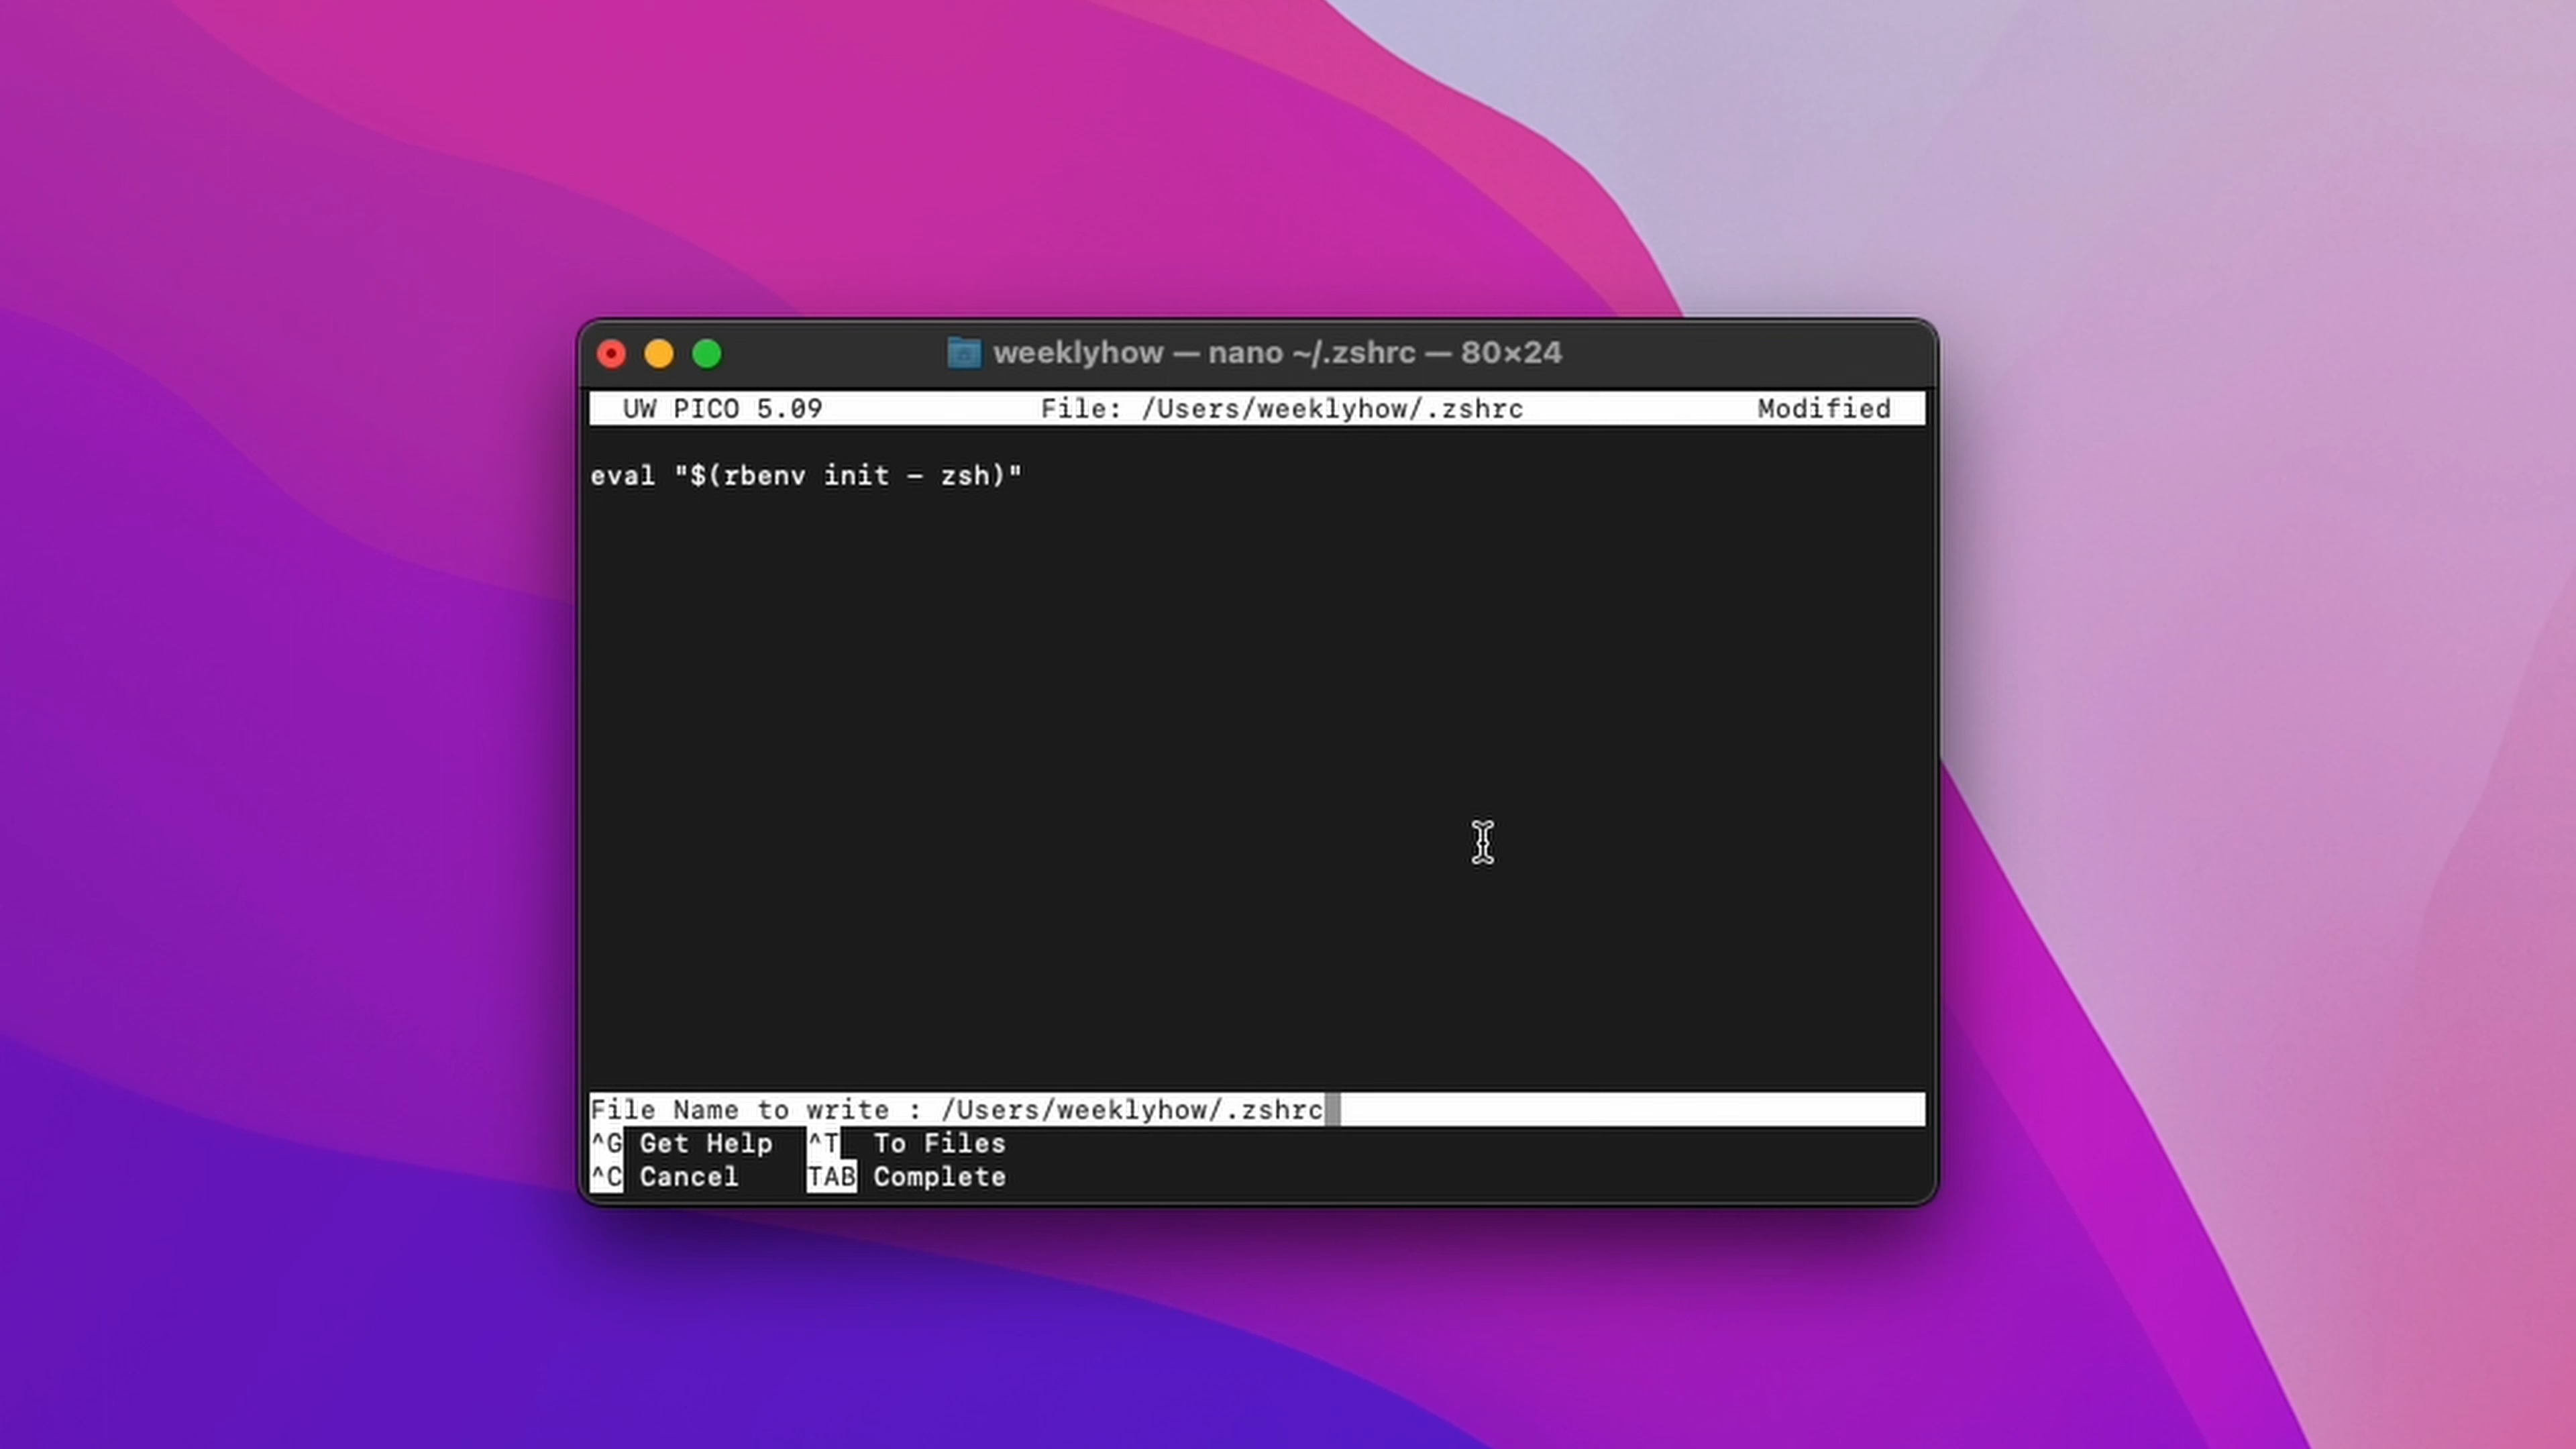 weeklyhow — nano ~/.zshrc — 80×24
UW PICO 5.09 File: /Users/weeklyhow/.zshrc Modified
eval "$(rbenv init - zsh)"
File Name to write : /Users/weeklyhow/.zshrc
^G Get Help ^T To Files
^C Cancel TAB Complete